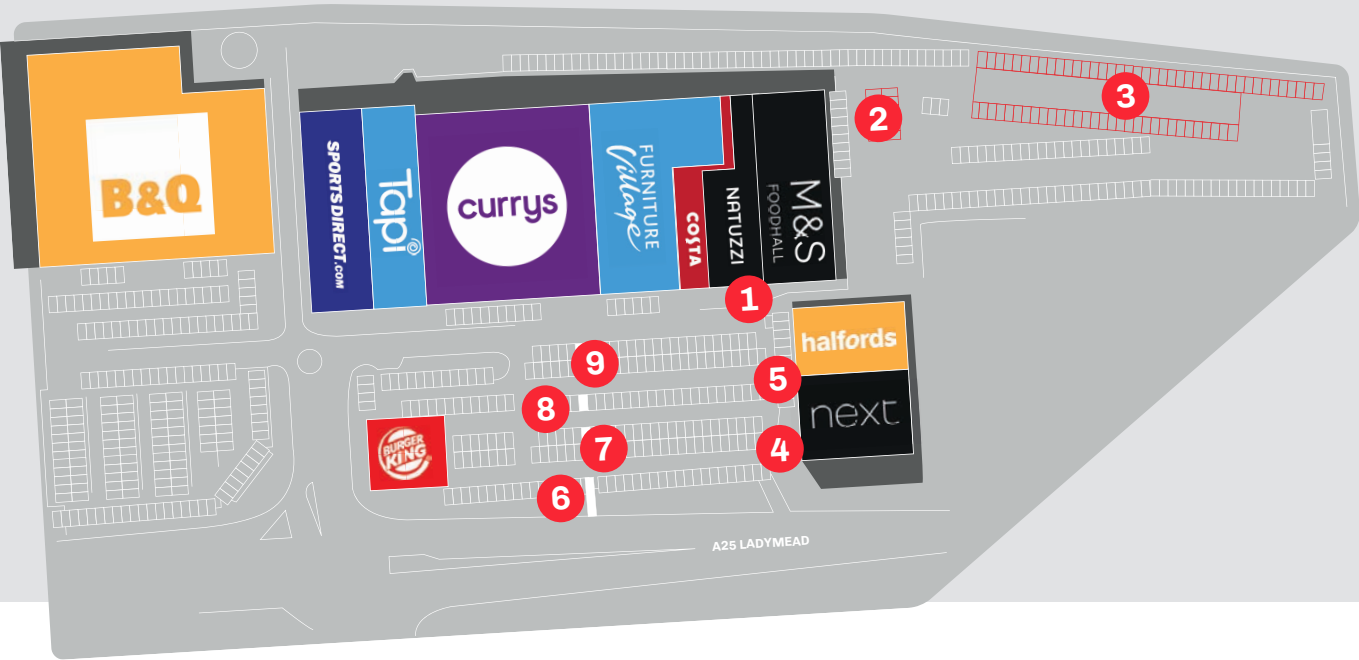 B&Q
SPORTSDIRECT.COM
Tapi
currys
FURNITURE
Village
COSTA
NATUZZI
M&S
FOODHALL
halfords
next
BURGER
KING
1
2
3
4
5
6
7
8
9
A25 LADYMEAD